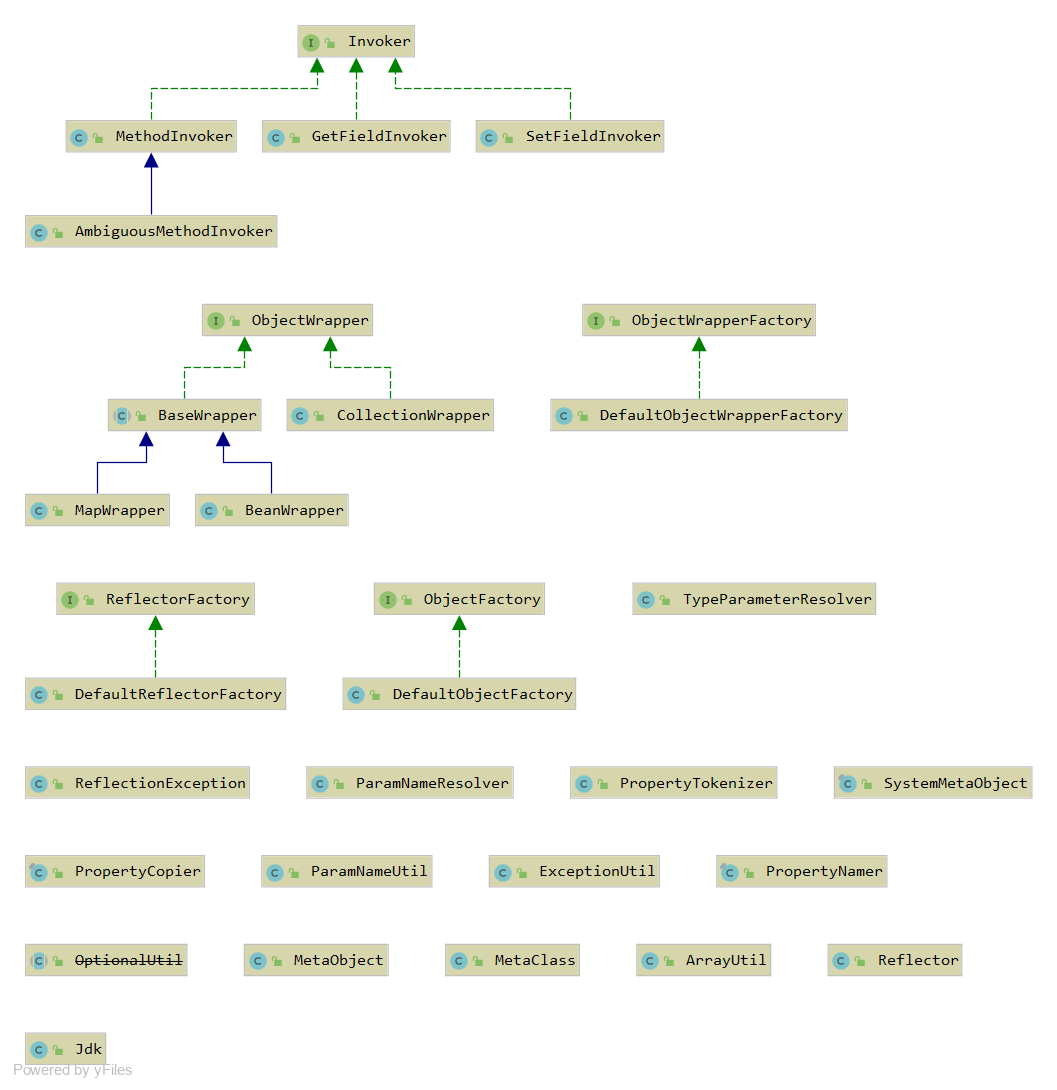 Invoker
MethodInvoker GetFieldInvoker SetFieldInvoker
AmbiguousMethodInvoker
ObjectWrapper ObjectWrapperFactory
BaseWrapper CollectionWrapper DefaultObjectWrapperFactory
MapWrapper BeanWrapper
ReflectorFactory ObjectFactory TypeParameterResolver
DefaultReflectorFactory DefaultObjectFactory
ReflectionException ParamNameResolver PropertyTokenizer SystemMetaObject
PropertyCopier ParamNameUtil ExceptionUtil PropertyNamer
OptionalUtil MetaObject MetaClass ArrayUtil Reflector
Jdk
Powered by yFiles